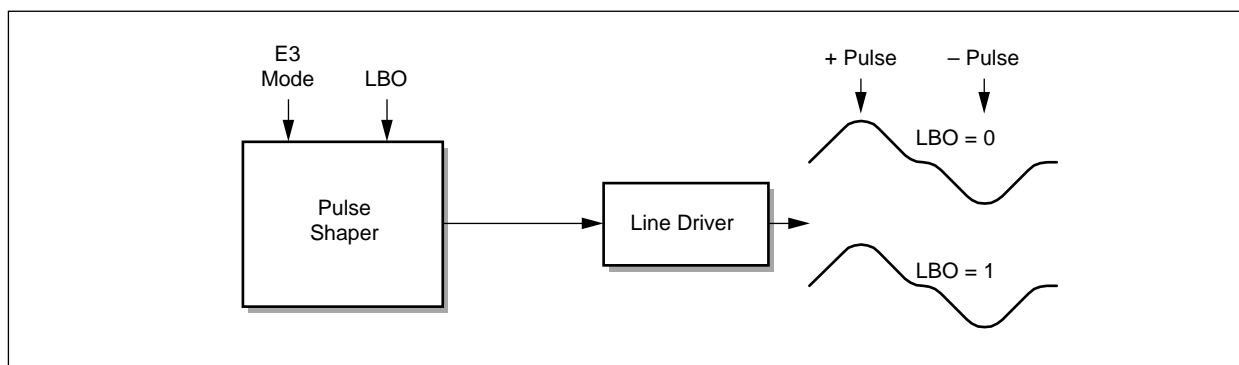 E3
Mode
LBO
+ Pulse
– Pulse
LBO = 0
Pulse
Shaper
Line Driver
LBO = 1